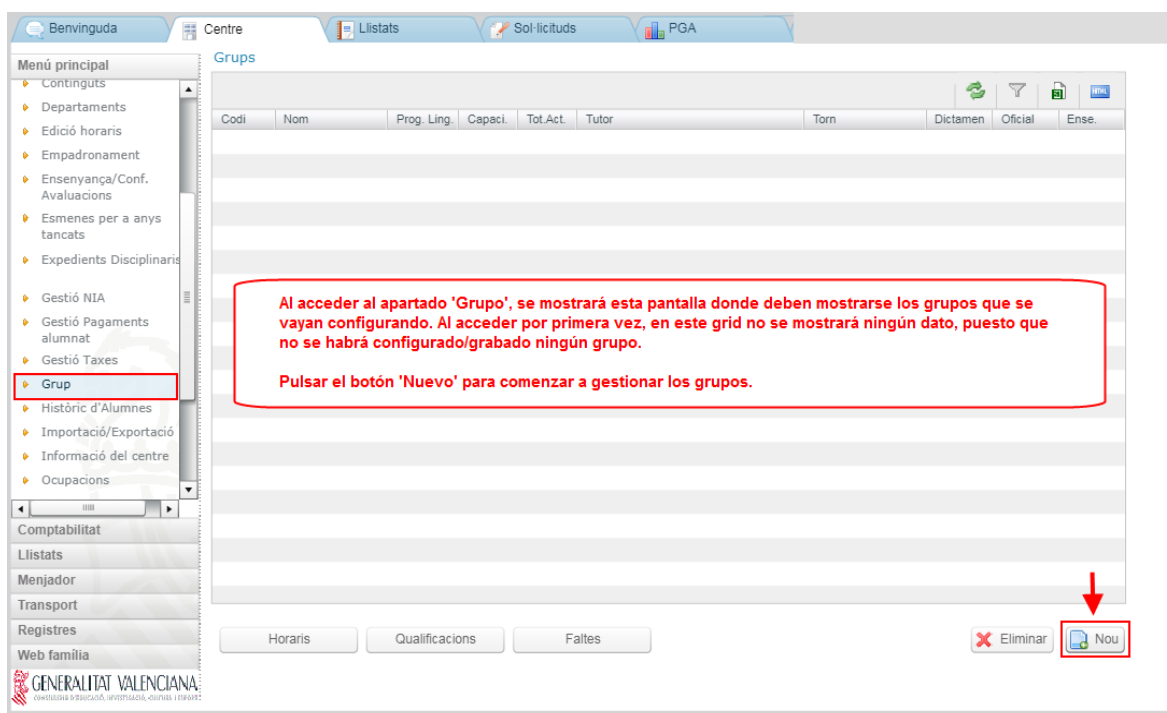 Benvinguda
Centre
Llistats
Sol·licituds
PGA
Menú principal
Continguts
Departaments
Edició horaris
Empadronament
Ensenyança/Conf.
Avaluacions
Esmenes per a anys
tancats
Expedients Disciplinaris
Gestió NIA
Gestió Pagaments
alumnat
Gestió Taxes
Grup
Històric d'Alumnes
Importació/Exportació
Informació del centre
Ocupacions
Comptabilitat
Llistats
Menjador
Transport
Registres
Web família
GENERALITAT VALENCIANA
Grups
HTML
Codi Nom Prog. Ling. Capaci. Tot.Act. Tutor Torn Dictamen Oficial Ense.
Al acceder al apartado 'Grupo', se mostrará esta pantalla donde deben mostrarse los grupos que se
vayan configurando. Al acceder por primera vez, en este grid no se mostrará ningún dato, puesto que
no se habrá configurado/grabado ningún grupo.
Pulsar el botón 'Nuevo' para comenzar a gestionar los grupos.
Horaris
Qualificacions
Faltes
Eliminar
Nou